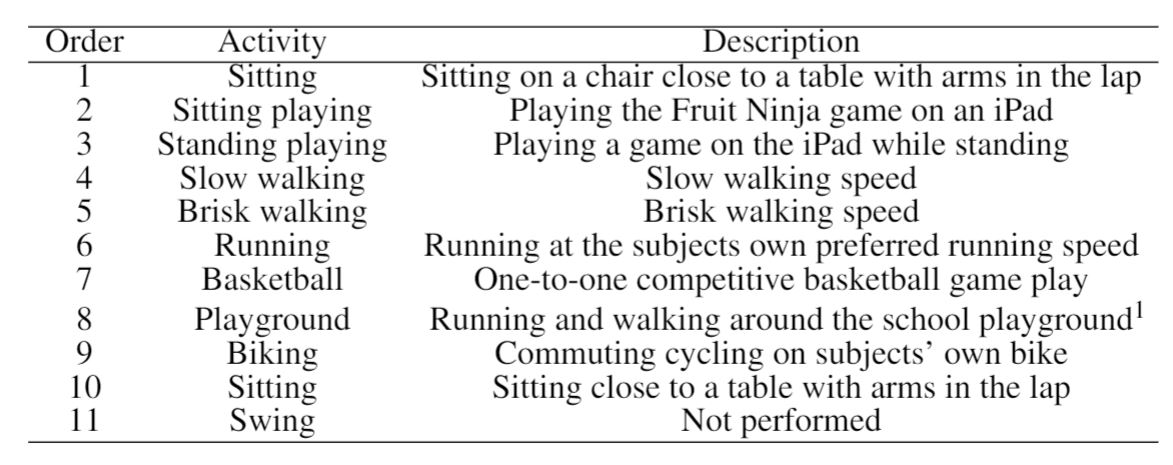 Order Activity Description
1 Sitting Sitting on a chair close to a table with arms in the lap
2 Sitting playing Playing the Fruit Ninja game on an iPad
3 Standing playing Playing a game on the iPad while standing
4 Slow walking Slow walking speed
5 Brisk walking Brisk walking speed
6 Running Running at the subjects own preferred running speed
7 Basketball One-to-one competitive basketball game play
8 Playground Running and walking around the school playground¹
9 Biking Commuting cycling on subjects’ own bike
10 Sitting Sitting close to a table with arms in the lap
11 Swing Not performed